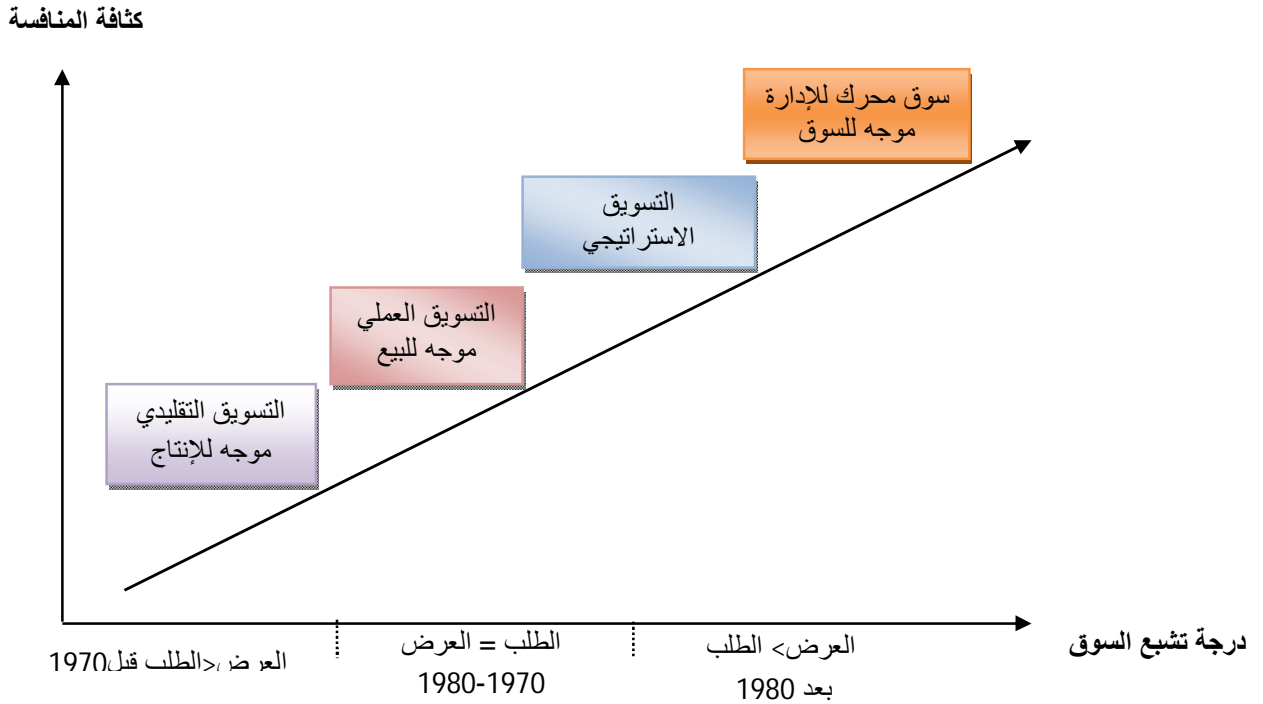 كثافة المنافسة
سوق محرك للإدارة
موجه للسوق
التسويق
الاستراتيجي
التسويق العملي
موجه للبيع
التسويق التقليدي
موجه للإنتاج
درجة تشبع السوق
العرض> الطلب
بعد 1980
الطلب = العرض
1980-1970
العرض<الطلب قبل1970